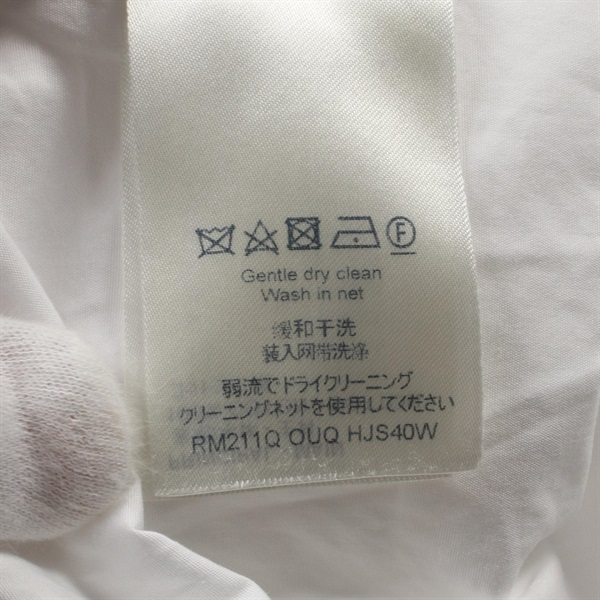 F
Gentle dry clean
Wash in net
缓和干洗
装入网带洗涤
弱流でドライクリーニング
クリーニングネットを使用してください
RM211Q OUQ HJS40W